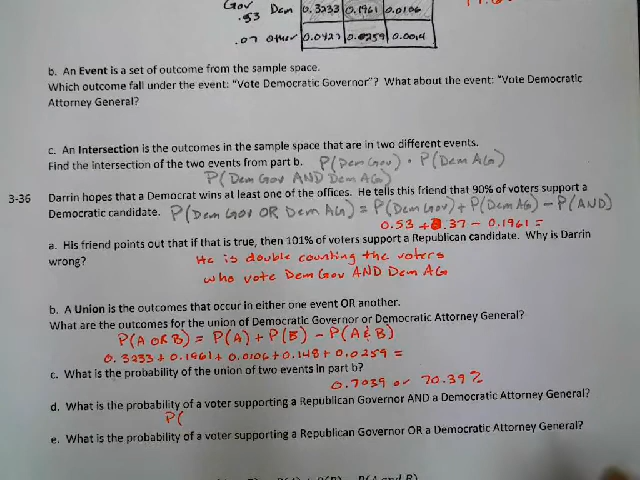 Gov Dem 0.3233 0.1961 0.0106
.53
.07 Other 0.0427 0.0259 0.0014
b. An Event is a set of outcome from the sample space.
Which outcome fall under the event: "Vote Democratic Governor"? What about the event: "Vote Democratic
Attorney General?
c. An Intersection is the outcomes in the sample space that are in two different events.
Find the intersection of the two events from part b. P(Dem Gov) · P(Dem AG)
P(Dem Gov AND Dem AG)
3-36 Darrin hopes that a Democrat wins at least one of the offices. He tells this friend that 90% of voters support a
Democratic candidate. P(Dem Gov OR Dem AG) = P(Dem Gov) + P(Dem AG) - P(AND)
0.53 + 0.37 - 0.1961 =
a. His friend points out that if that is true, then 101% of voters support a Republican candidate. Why is Darrin
wrong? He is double counting the voters
who vote Dem Gov AND Dem AG
b. A Union is the outcomes that occur in either one event OR another.
What are the outcomes for the union of Democratic Governor or Democratic Attorney General?
P(A OR B) = P(A) + P(B) - P(A & B)
0.3233 + 0.1961 + 0.0106 + 0.148 + 0.0259 =
c. What is the probability of the union of two events in part b?
0.7039 or 70.39%
d. What is the probability of a voter supporting a Republican Governor AND a Democratic Attorney General?
P(
e. What is the probability of a voter supporting a Republican Governor OR a Democratic Attorney General?